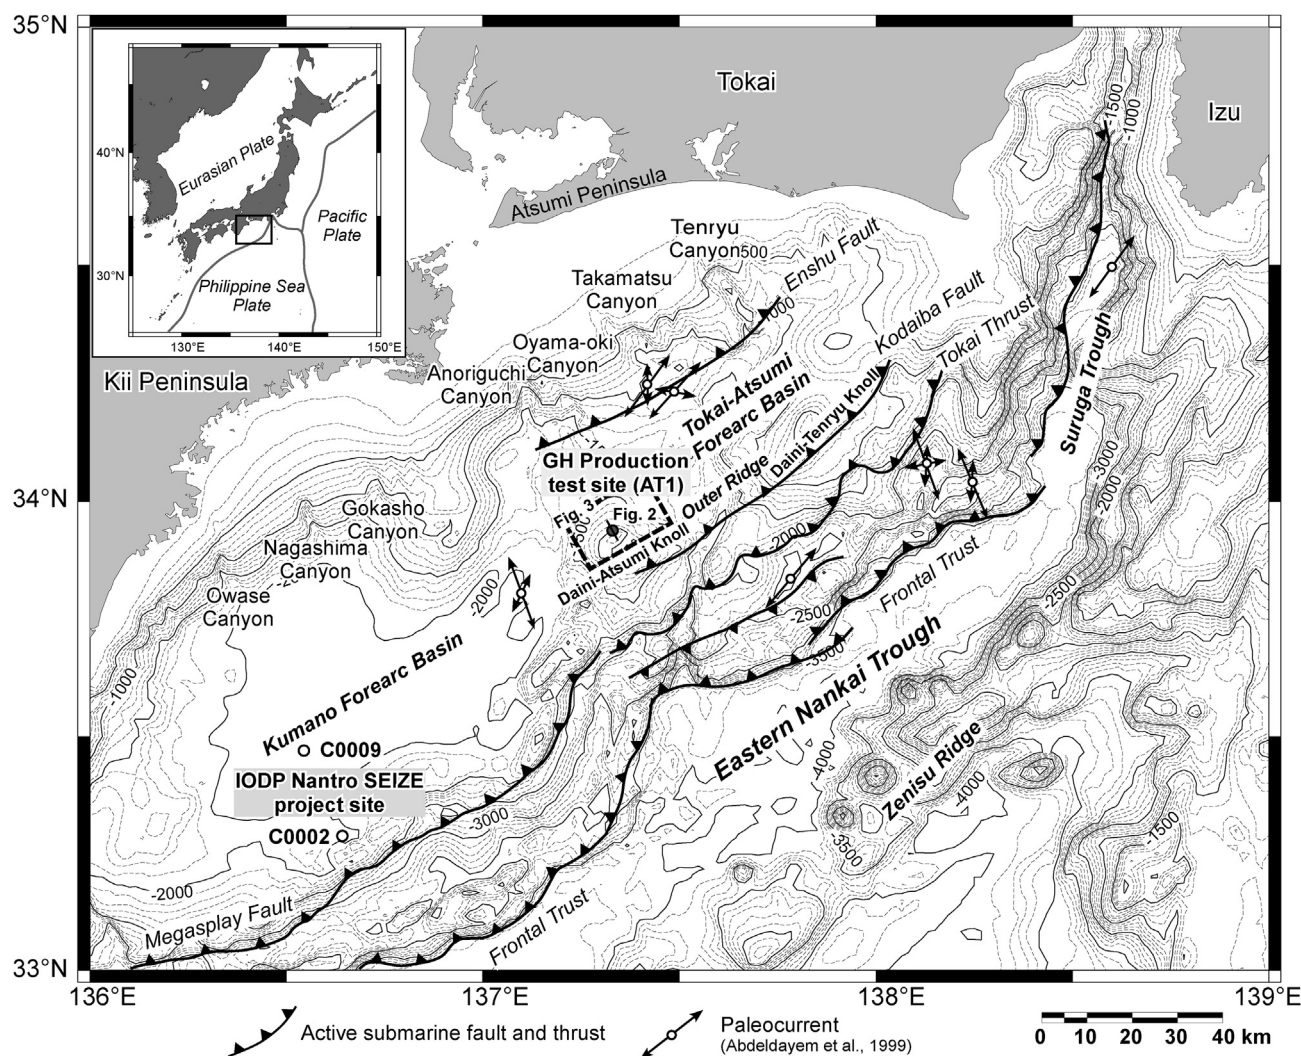 35°N
Tokai
Izu
-1500
-1000
Eurasian Plate
40°N
Pacific
Plate
30°N
Philippine Sea
Plate
130°E
140°E
150°E
Atsumi Peninsula
Tenryu
Canyon
500
Takamatsu
Canyon
Enshu Fault
Kodaiba Fault
Tokai Thrust
Oyama-oki
Canyon
Anoriguchi
Canyon
Kii Peninsula
Suruga Trough
Tokai-Atsumi
Forearc Basin
Daini-Tenryu Knoll
Outer Ridge
GH Production
test site (AT1)
Fig. 3
Fig. 2
Daini-Atsumi Knoll
34°N
-3000
-2000
Gokasho
Canyon
Nagashima
Canyon
Owase
Canyon
-2000
-2000
-2500
-2500
-3500
Frontal Trust
-1000
Kumano Forearc Basin
C0009
IODP Nantro SEIZE
project site
C0002
-3000
Eastern Nankai Trough
-4000
Zenisu Ridge
-4000
-3500
-1500
-2000
Megasplay Fault
Frontal Trust
33°N
136°E
137°E
138°E
139°E
Active submarine fault and thrust
Paleocurrent
(Abdeldayem et al., 1999)
0 10 20 30 40 km